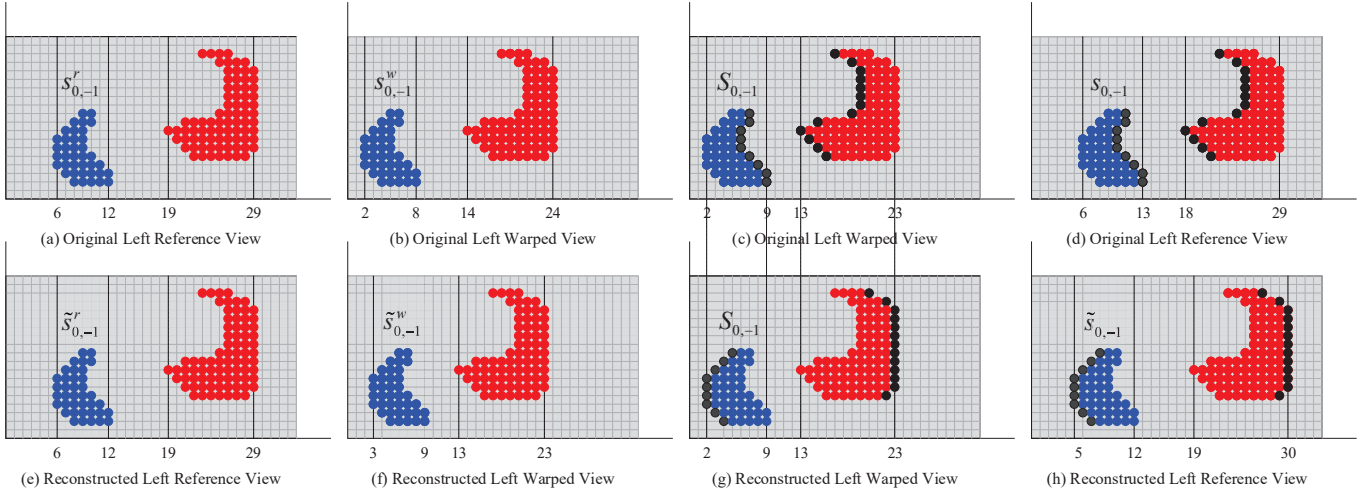 s^r_{0,-1}
s^w_{0,-1}
S_{0,-1}
s_{0,-1}
6 12 19 29
2 8 14 24
2 9 13 23
6 13 18 29
(a) Original Left Reference View
(b) Original Left Warped View
(c) Original Left Warped View
(d) Original Left Reference View
s̃^r_{0,-1}
s̃^w_{0,-1}
S_{0,-1}
s̃_{0,-1}
6 12 19 29
3 9 13 23
2 9 13 23
5 12 19 30
(e) Reconstructed Left Reference View
(f) Reconstructed Left Warped View
(g) Reconstructed Left Warped View
(h) Reconstructed Left Reference View